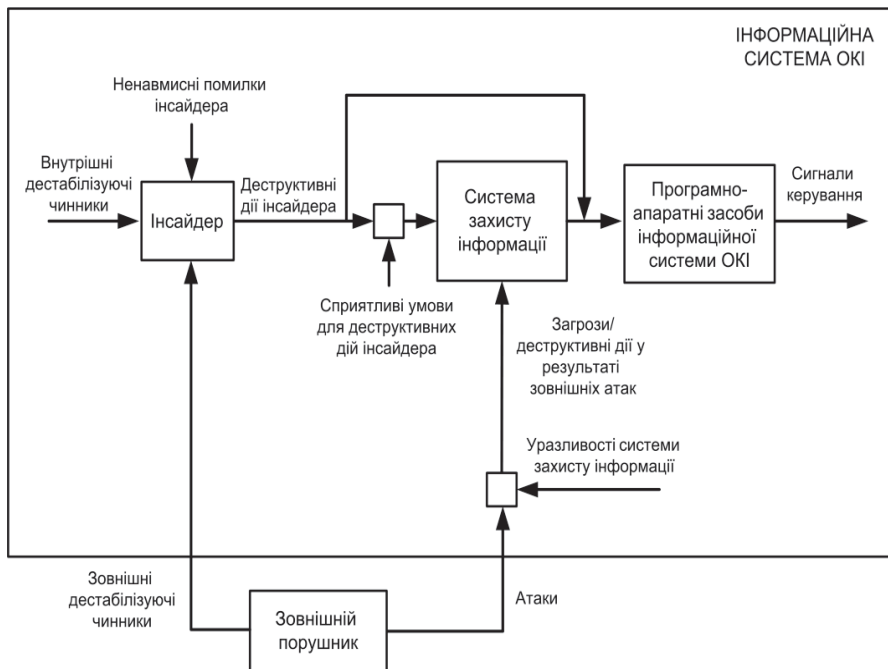 ІНФОРМАЦІЙНА
СИСТЕМА ОКІ
Ненавмисні помилки
інсайдера
Внутрішні
дестабілізуючі
чинники
Інсайдер
Деструктивні
дії інсайдера
Система
захисту
інформації
Програмно-
апаратні засоби
інформаційної
системи ОКІ
Сигнали
керування
Сприятливі умови
для деструктивних
дій інсайдера
Загрози/
деструктивні дії у
результаті
зовнішніх атак
Уразливості системи
захисту інформації
Зовнішні
дестабілізуючі
чинники
Зовнішній
порушник
Атаки